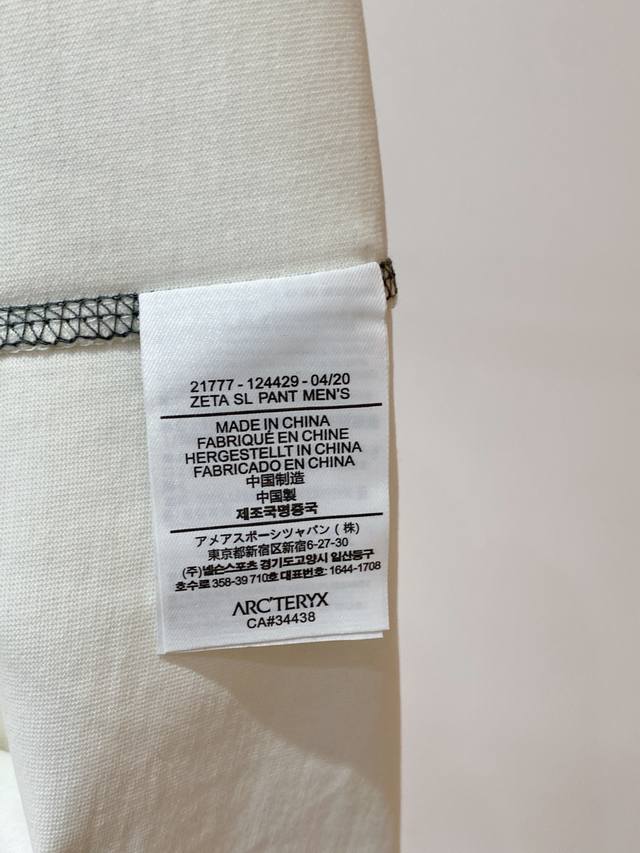 21777 - 124429 - 04/20
ZETA SL PANT MEN'S
MADE IN CHINA
FABRIQUÉ EN CHINE
HERGESTELLT IN CHINA
FABRICADO EN CHINA
中国制造
中国製
제조국명중국
アメアスポーシツャパン (株)
東京都新宿区新宿6-27-30
(주)넬슨스포츠 경기도고양시 일산동구
호수로 358-39 710호 대표번호: 1644-1708
ARC'TERYX
CA#34438